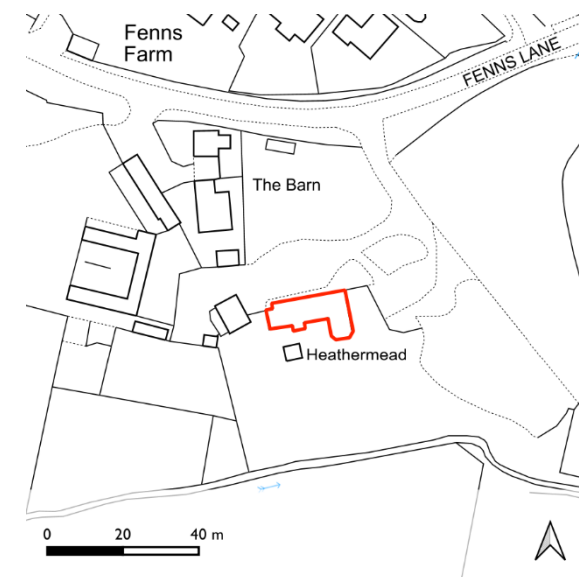 Fenns
Farm
FENNS LANE
The Barn
Heathermead
0 20 40 m